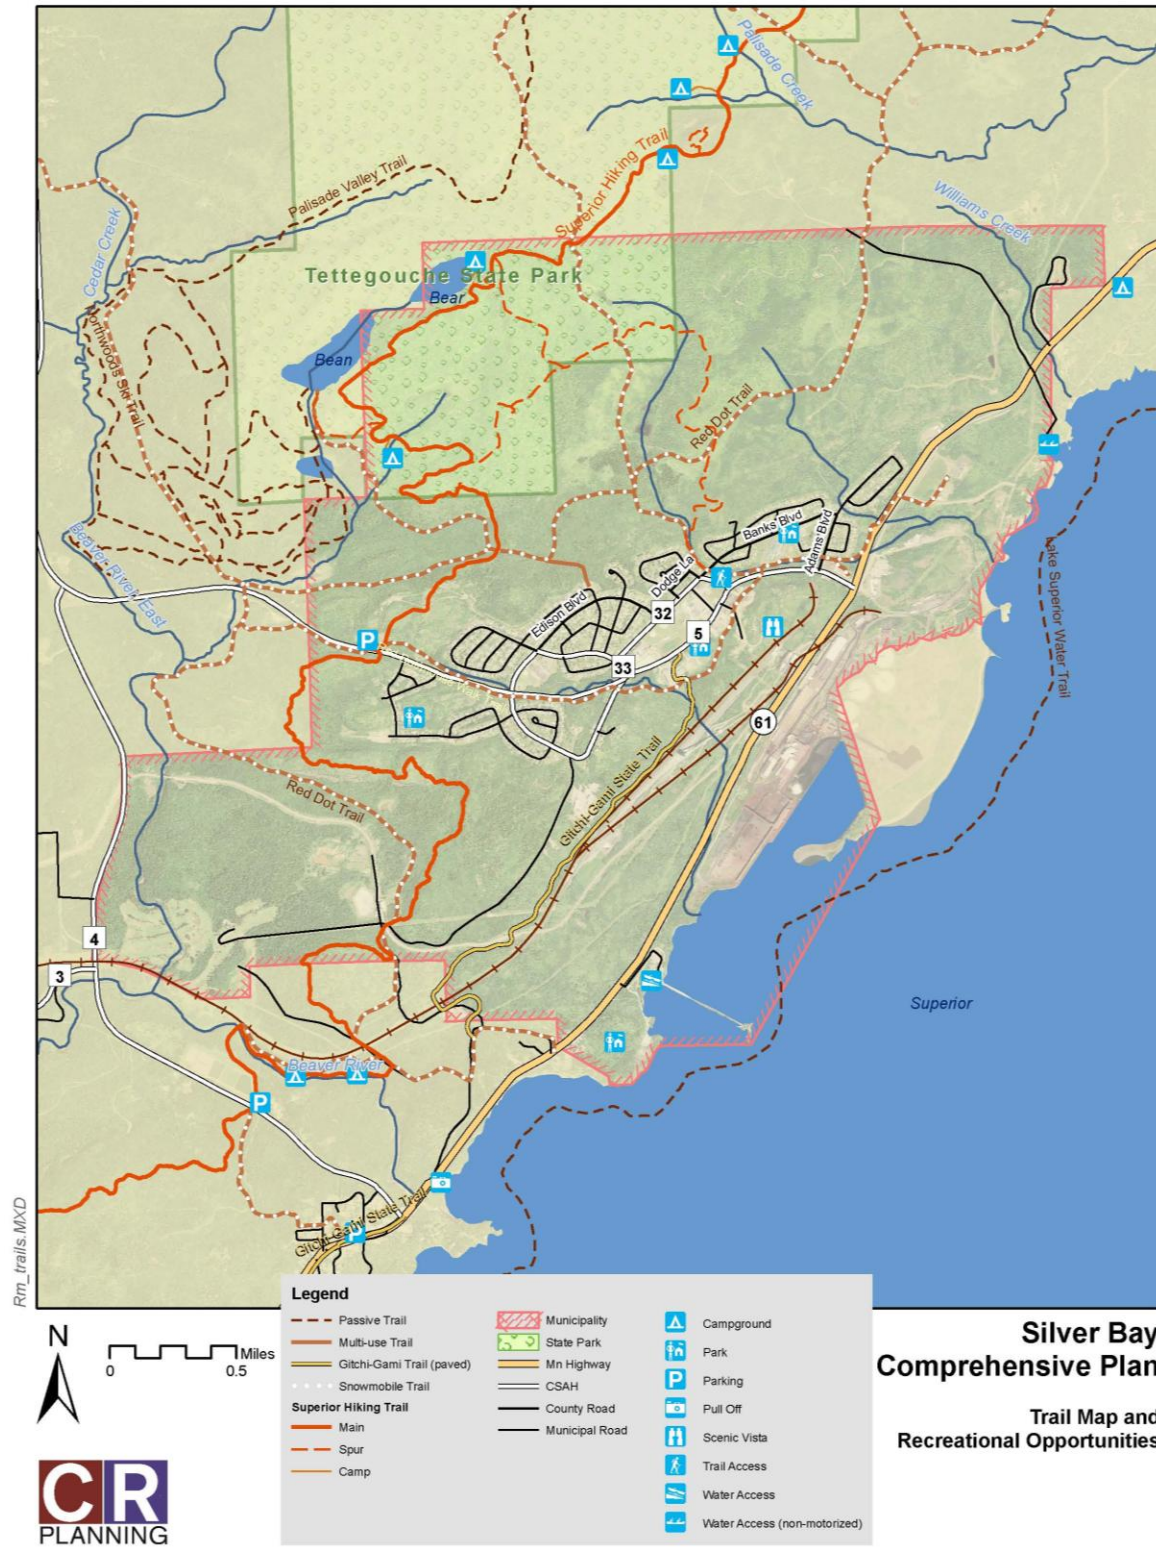 Palisade Creek
Superior Hiking Trail
Palisade Valley Trail
Williams Creek
Cedar Creek
Tettegouche State Park
Bear
Bean
Northwoods Ski Trail
Red Dot Trail
Banks Blvd
Adams Blvd
Beaver River East
Dodge La
Lake Superior Water Trail
Edison Blvd
32
5
33
61
Gitchi-Gami State Trail
Red Dot Trail
4
3
Superior
Beaver River
P
P
Gitchi-Gami State Trail
P
Rm_trails.MXD
Legend
Passive Trail
Multi-use Trail
Gitchi-Gami Trail (paved)
Snowmobile Trail
Superior Hiking Trail
Main
Spur
Camp
Municipality
State Park
Mn Highway
CSAH
County Road
Municipal Road
Campground
Park
P Parking
Pull Off
Scenic Vista
Trail Access
Water Access
Water Access (non-motorized)
N
0 0.5 Miles
CR
PLANNING
Silver Bay
Comprehensive Plan
Trail Map and
Recreational Opportunities